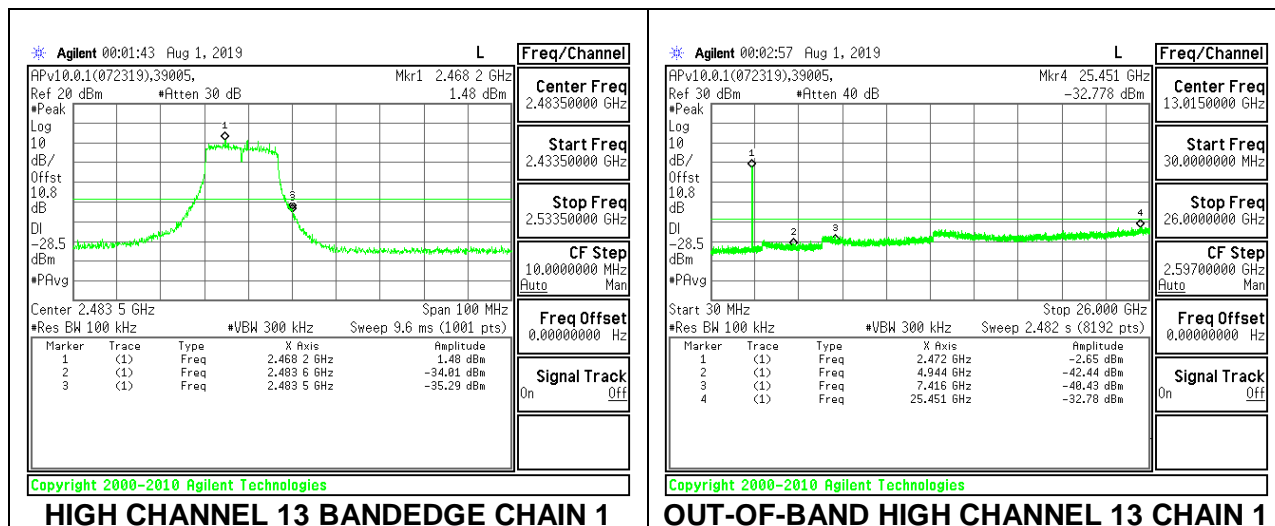 Agilent 00:01:43 Aug 1, 2019 L
APv10.0.1(072319),39005, Mkr1 2.468 2 GHz
Ref 20 dBm #Atten 30 dB 1.48 dBm
#Peak
Log
10
dB/
Offst
10.8
dB
DI
-28.5
dBm
#PAvg
1
3
Center 2.483 5 GHz Span 100 MHz
#Res BW 100 kHz #VBW 300 kHz Sweep 9.6 ms (1001 pts)
Marker Trace Type X Axis Amplitude
1 (1) Freq 2.468 2 GHz 1.48 dBm
2 (1) Freq 2.483 6 GHz -34.01 dBm
3 (1) Freq 2.483 5 GHz -35.29 dBm
Copyright 2000-2010 Agilent Technologies
Freq/Channel
Center Freq
2.48350000 GHz
Start Freq
2.43350000 GHz
Stop Freq
2.53350000 GHz
CF Step
10.0000000 MHz
Auto Man
Freq Offset
0.00000000 Hz
Signal Track
On Off
HIGH CHANNEL 13 BANDEDGE CHAIN 1
Agilent 00:02:57 Aug 1, 2019 L
APv10.0.1(072319),39005, Mkr4 25.451 GHz
Ref 30 dBm #Atten 40 dB -32.778 dBm
#Peak
Log
10
dB/
Offst
10.8
dB
DI
-28.5
dBm
#PAvg
1
2
3
4
Start 30 MHz Stop 26.000 GHz
#Res BW 100 kHz #VBW 300 kHz Sweep 2.482 s (8192 pts)
Marker Trace Type X Axis Amplitude
1 (1) Freq 2.472 GHz -2.65 dBm
2 (1) Freq 4.944 GHz -42.44 dBm
3 (1) Freq 7.416 GHz -40.43 dBm
4 (1) Freq 25.451 GHz -32.78 dBm
Copyright 2000-2010 Agilent Technologies
Freq/Channel
Center Freq
13.0150000 GHz
Start Freq
30.0000000 MHz
Stop Freq
26.0000000 GHz
CF Step
2.59700000 GHz
Auto Man
Freq Offset
0.00000000 Hz
Signal Track
On Off
OUT-OF-BAND HIGH CHANNEL 13 CHAIN 1